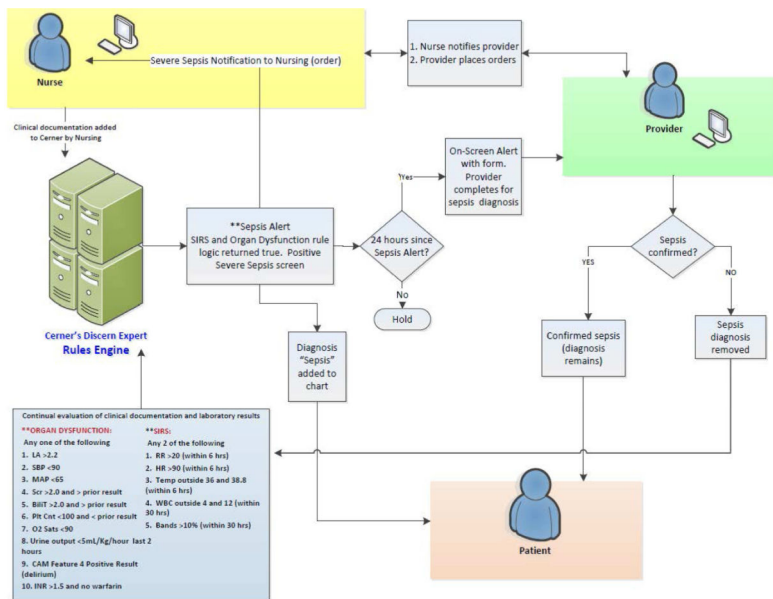 Nurse
Severe Sepsis Notification to Nursing (order)
1. Nurse notifies provider
2. Provider places orders
Provider
Clinical documentation added
to Cerner by Nursing
On-Screen Alert
with form.
Provider
completes for
sepsis diagnosis
Yes
**Sepsis Alert
SIRS and Organ Dysfunction rule
logic returned true. Positive
Severe Sepsis screen
24 hours since
Sepsis Alert?
No
Hold
Sepsis
confirmed?
YES
NO
Cerner's Discern Expert
Rules Engine
Diagnosis
"Sepsis"
added to
chart
Confirmed sepsis
(diagnosis
remains)
Sepsis
diagnosis
removed
Continual evaluation of clinical documentation and laboratory results
**ORGAN DYSFUNCTION:
Any one of the following
1. LA >2.2
2. SBP <90
3. MAP <65
4. Scr >2.0 and > prior result
5. BiliT >2.0 and > prior result
6. Plt Cnt <100 and < prior result
7. O2 Sats <90
8. Urine output <5mL/Kg/hour last 2
hours
9. CAM Feature 4 Positive Result
(delirium)
10. INR >1.5 and no warfarin
**SIRS:
Any 2 of the following
1. RR >20 (within 6 hrs)
2. HR >90 (within 6 hrs)
3. Temp outside 36 and 38.8
(within 6 hrs)
4. WBC outside 4 and 12 (within
30 hrs)
5. Bands >10% (within 30 hrs)
Patient